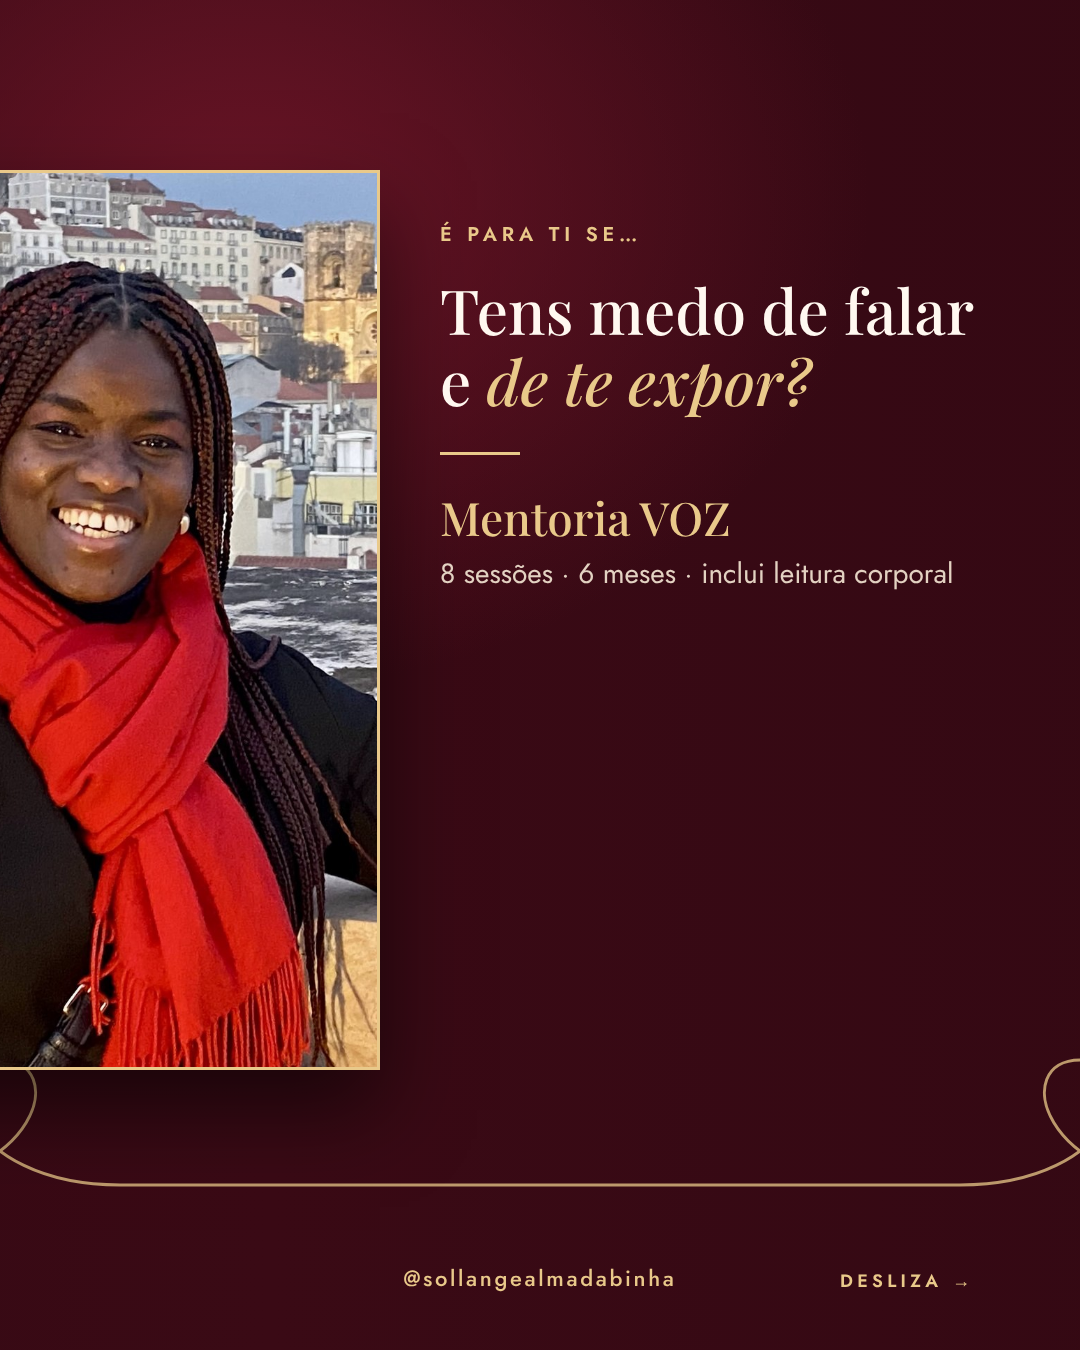 É PARA TI SE…
Tens medo de falar
e de te expor?
Mentoria VOZ
8 sessões · 6 meses · inclui leitura corporal
@sollangealmadabinha
DESLIZA →